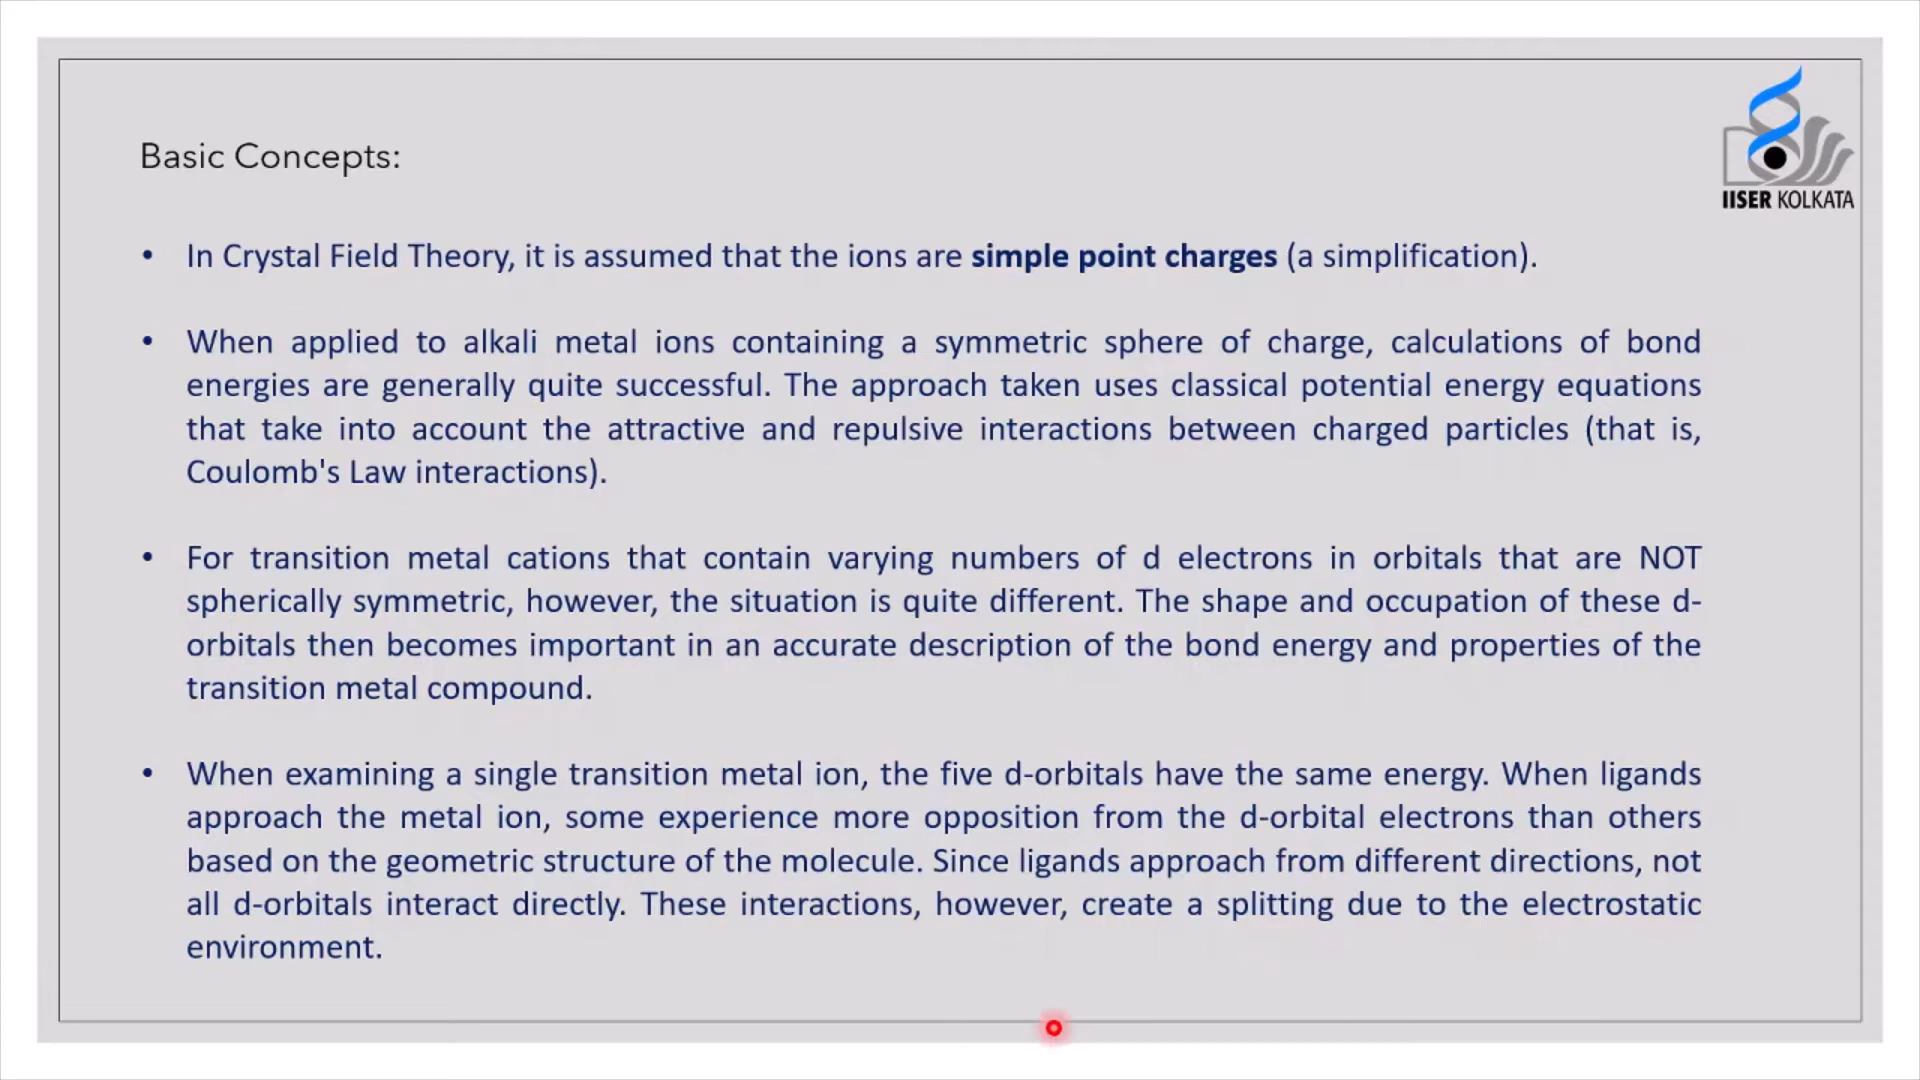 IISER KOLKATA
Basic Concepts:
• In Crystal Field Theory, it is assumed that the ions are simple point charges (a simplification).
• When applied to alkali metal ions containing a symmetric sphere of charge, calculations of bond
energies are generally quite successful. The approach taken uses classical potential energy equations
that take into account the attractive and repulsive interactions between charged particles (that is,
Coulomb's Law interactions).
• For transition metal cations that contain varying numbers of d electrons in orbitals that are NOT
spherically symmetric, however, the situation is quite different. The shape and occupation of these d-
orbitals then becomes important in an accurate description of the bond energy and properties of the
transition metal compound.
• When examining a single transition metal ion, the five d-orbitals have the same energy. When ligands
approach the metal ion, some experience more opposition from the d-orbital electrons than others
based on the geometric structure of the molecule. Since ligands approach from different directions, not
all d-orbitals interact directly. These interactions, however, create a splitting due to the electrostatic
environment.